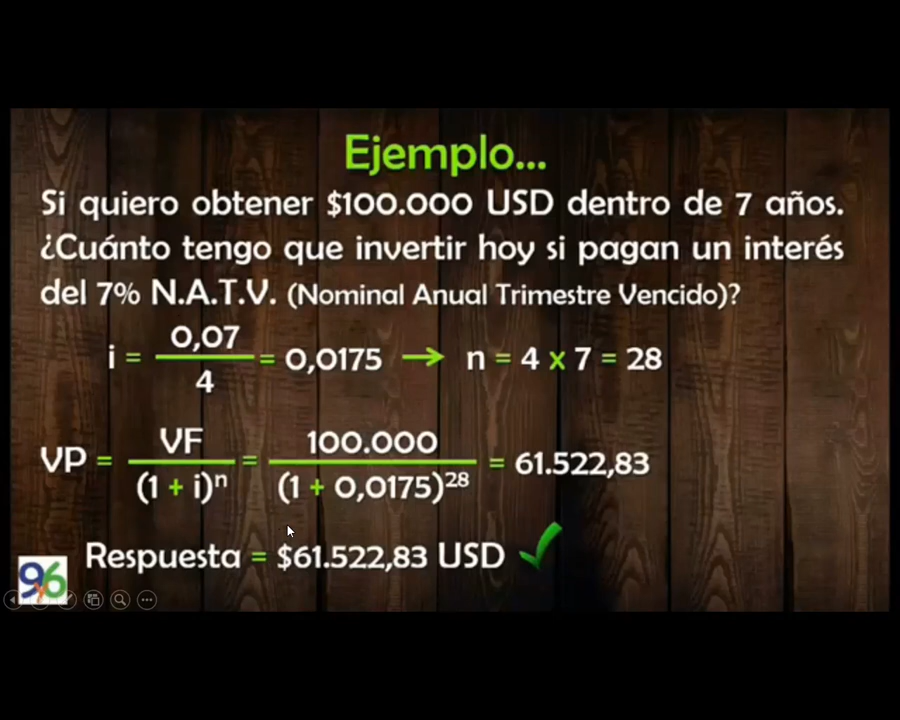 Ejemplo...
Si quiero obtener $100.000 USD dentro de 7 años.
¿Cuánto tengo que invertir hoy si pagan un interés
del 7% N.A.T.V. (Nominal Anual Trimestre Vencido)?
i = 0,07 / 4 = 0,0175 → n = 4 x 7 = 28
VP = VF / (1 + i)ⁿ = 100.000 / (1 + 0,0175)²⁸ = 61.522,83
Respuesta = $61.522,83 USD ✓
96